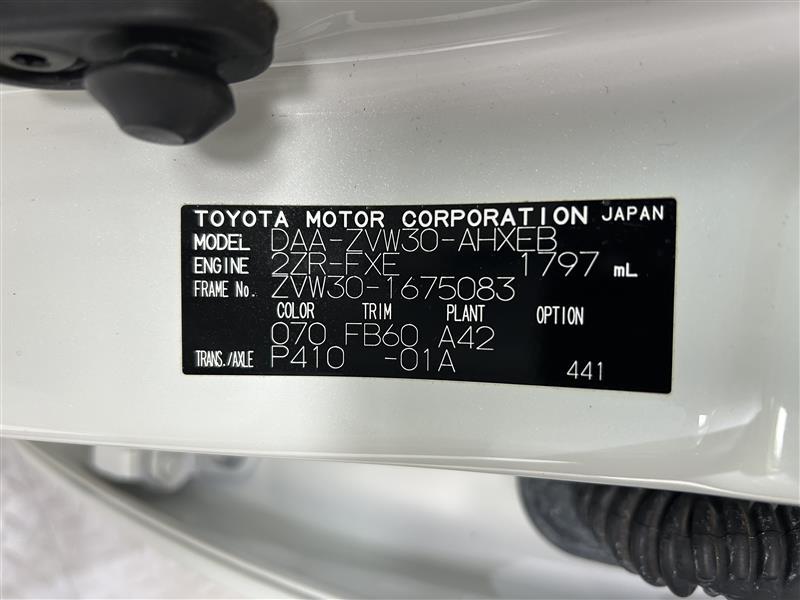 TOYOTA MOTOR CORPORATION JAPAN
MODEL DAA-ZVW30-AHXEB
ENGINE 2ZR-FXE 1797 mL
FRAME No. ZVW30-1675083
COLOR TRIM PLANT OPTION
070 FB60 A42
TRANS./AXLE P410 -01A 441